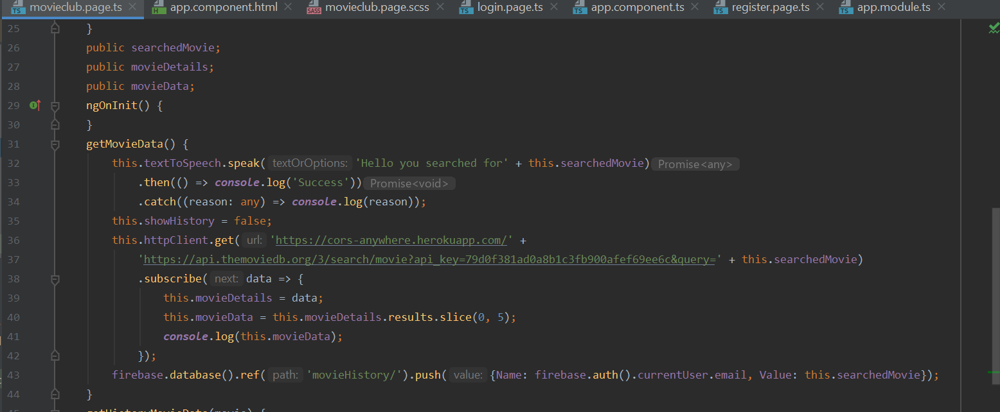 movieclub.page.ts app.component.html movieclub.page.scss login.page.ts app.component.ts register.page.ts app.module.ts
25 }
26 public searchedMovie;
27 public movieDetails;
28 public movieData;
29 ngOnInit() {
30 }
31 getMovieData() {
32 this.textToSpeech.speak( textOrOptions: 'Hello you searched for' + this.searchedMovie) Promise<any>
33 .then(() => console.log('Success')) Promise<void>
34 .catch((reason: any) => console.log(reason));
35 this.showHistory = false;
36 this.httpClient.get( url: 'https://cors-anywhere.herokuapp.com/' +
37 'https://api.themoviedb.org/3/search/movie?api_key=79d0f381ad0a8b1c3fb900afef69ee6c&query=' + this.searchedMovie)
38 .subscribe( next: data => {
39 this.movieDetails = data;
40 this.movieData = this.movieDetails.results.slice(0, 5);
41 console.log(this.movieData);
42 });
43 firebase.database().ref( path: 'movieHistory/').push( value: {Name: firebase.auth().currentUser.email, Value: this.searchedMovie});
44 }